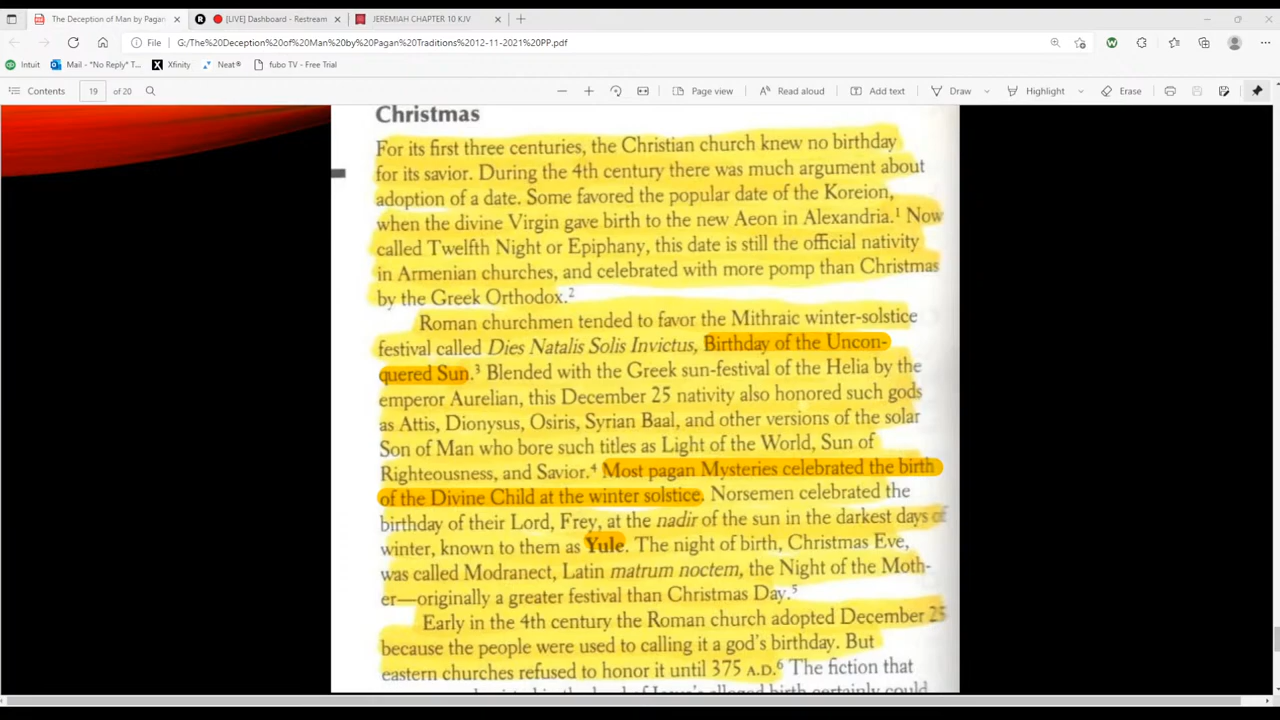 The Deception of Man by Pagan
[LIVE] Dashboard - Restream
JEREMIAH CHAPTER 10 KJV
File
G:/The%20Deception%20of%20Man%20by%20Pagan%20Traditions%2012-11-2021%20PP.pdf
Intuit
Mail - "No Reply" T...
Xfinity
Neat®
fubo TV - Free Trial
Contents
19
of 20
Page view
Read aloud
Add text
Draw
Highlight
Erase
Christmas
For its first three centuries, the Christian church knew no birthday
for its savior. During the 4th century there was much argument about
adoption of a date. Some favored the popular date of the Koreion,
when the divine Virgin gave birth to the new Aeon in Alexandria.¹ Now
called Twelfth Night or Epiphany, this date is still the official nativity
in Armenian churches, and celebrated with more pomp than Christmas
by the Greek Orthodox.²
Roman churchmen tended to favor the Mithraic winter-solstice
festival called Dies Natalis Solis Invictus, Birthday of the Uncon-
quered Sun.³ Blended with the Greek sun-festival of the Helia by the
emperor Aurelian, this December 25 nativity also honored such gods
as Attis, Dionysus, Osiris, Syrian Baal, and other versions of the solar
Son of Man who bore such titles as Light of the World, Sun of
Righteousness, and Savior.⁴ Most pagan Mysteries celebrated the birth
of the Divine Child at the winter solstice. Norsemen celebrated the
birthday of their Lord, Frey, at the nadir of the sun in the darkest days of
winter, known to them as Yule. The night of birth, Christmas Eve,
was called Modranect, Latin matrum noctem, the Night of the Moth-
er—originally a greater festival than Christmas Day.⁵
Early in the 4th century the Roman church adopted December 25
because the people were used to calling it a god's birthday. But
eastern churches refused to honor it until 375 A.D.⁶ The fiction that